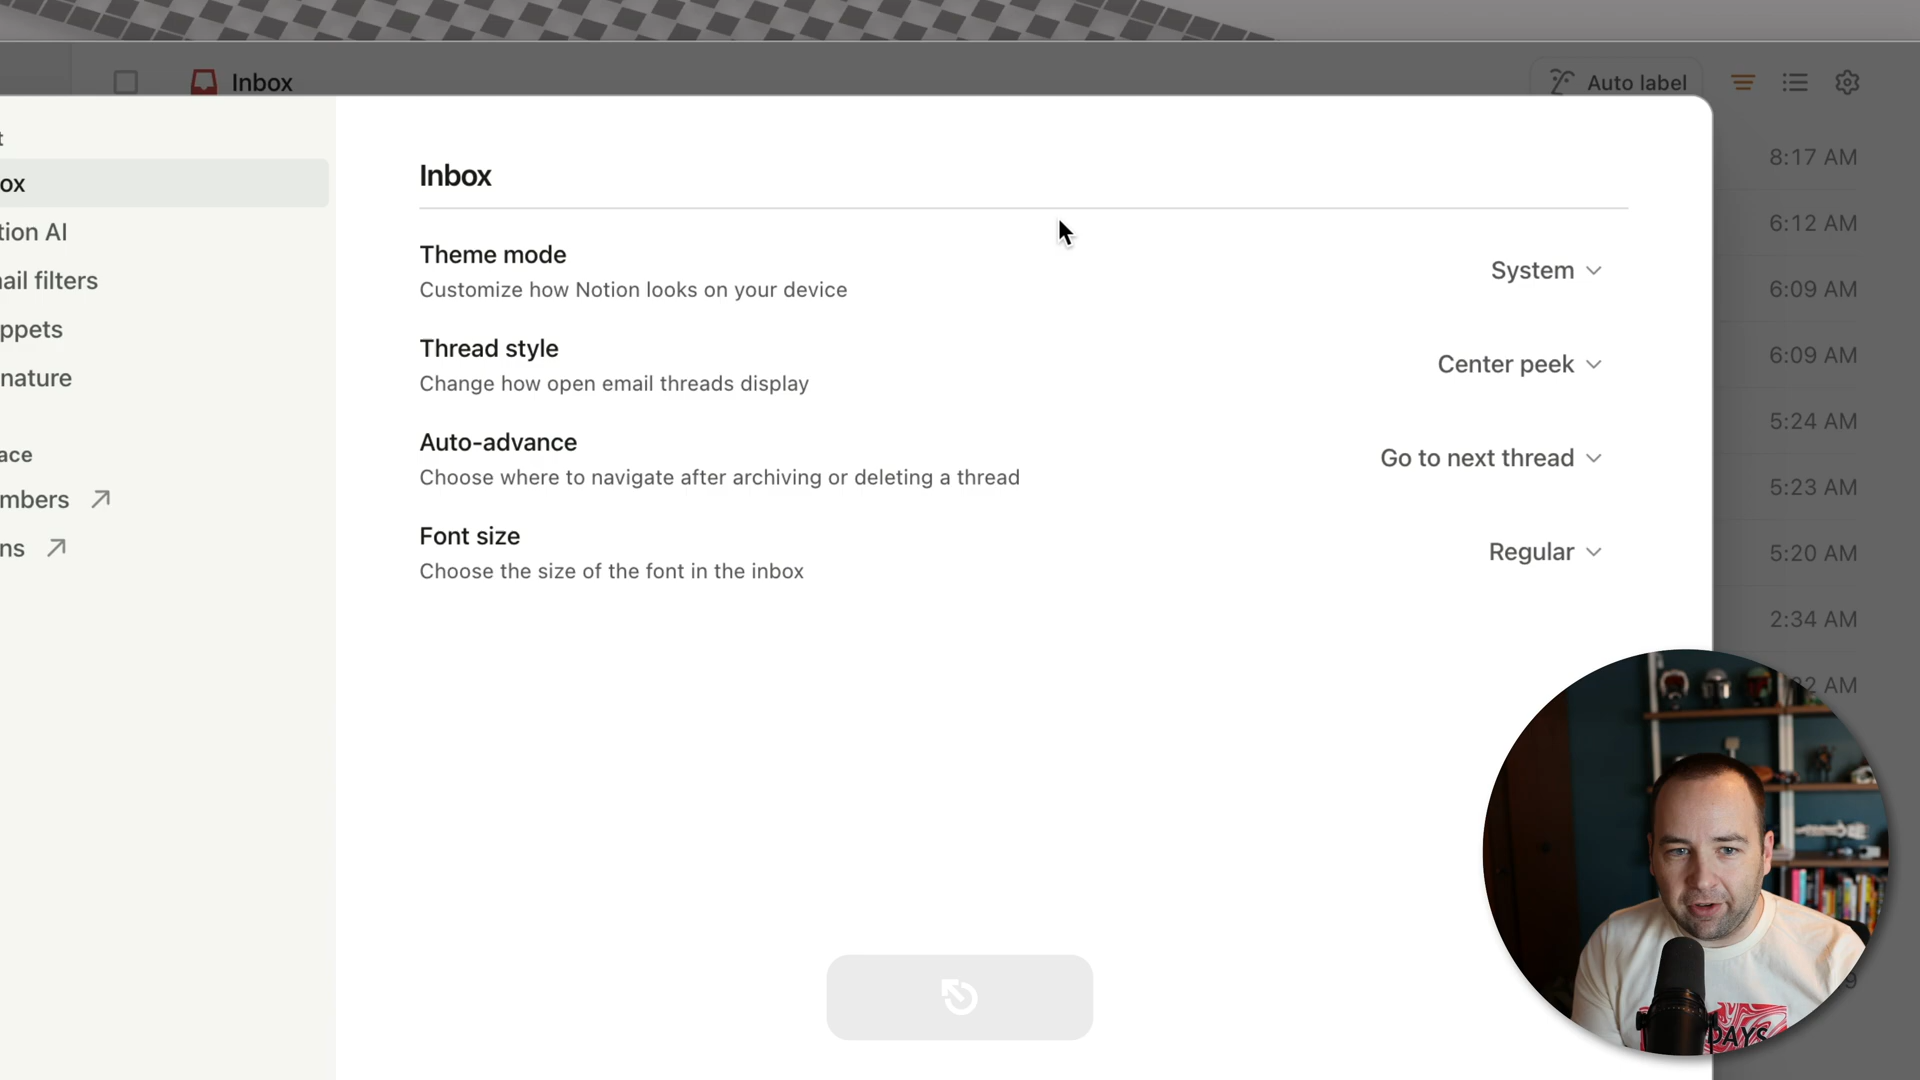 Inbox
Auto label
t
ox
tion AI
ail filters
ppets
nature
ace
mbers
ns
Inbox
Theme mode
Customize how Notion looks on your device
System
Thread style
Change how open email threads display
Center peek
Auto-advance
Choose where to navigate after archiving or deleting a thread
Go to next thread
Font size
Choose the size of the font in the inbox
Regular
8:17 AM
6:12 AM
6:09 AM
6:09 AM
5:24 AM
5:23 AM
5:20 AM
2:34 AM
2 AM
9
DAYS